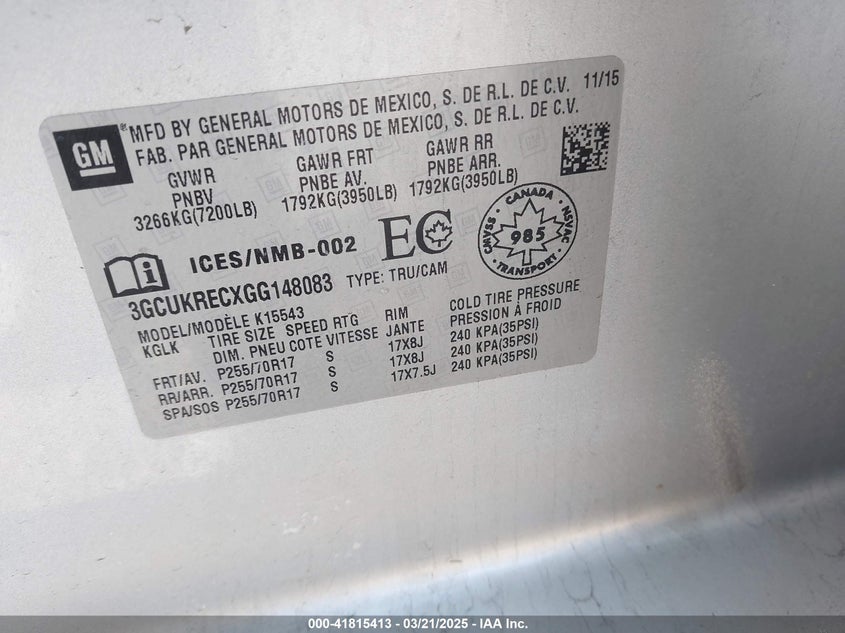 GM
® MFD BY GENERAL MOTORS DE MEXICO, S. DE R.L. DE C.V. 11/15
FAB. PAR GENERAL MOTORS DE MEXICO, S. DE R.L. DE C.V.
GVWR GAWR FRT GAWR RR
PNBV PNBE AV. PNBE ARR.
3266KG(7200LB) 1792KG(3950LB) 1792KG(3950LB)
i ICES/NMB-002 EC
CANADA
CMVSS 985 NSVAC
TRANSPORT
3GCUKRECXGG148083 TYPE: TRU/CAM
MODEL/MODÈLE K15543
KGLK TIRE SIZE SPEED RTG RIM COLD TIRE PRESSURE
DIM. PNEU COTE VITESSE JANTE PRESSION À FROID
FRT/AV. P255/70R17 S 17X8J 240 KPA(35PSI)
RR/ARR. P255/70R17 S 17X8J 240 KPA(35PSI)
SPA/SOS P255/70R17 S 17X7.5J 240 KPA(35PSI)
000-41815413 - 03/21/2025 - © IAA Inc.